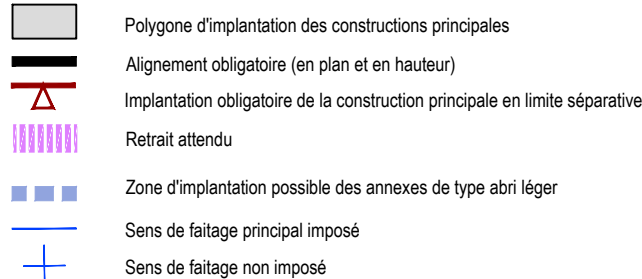 Polygone d'implantation des constructions principales
Alignement obligatoire (en plan et en hauteur)
Implantation obligatoire de la construction principale en limite séparative
Retrait attendu
Zone d'implantation possible des annexes de type abri léger
Sens de faitage principal imposé
Sens de faitage non imposé